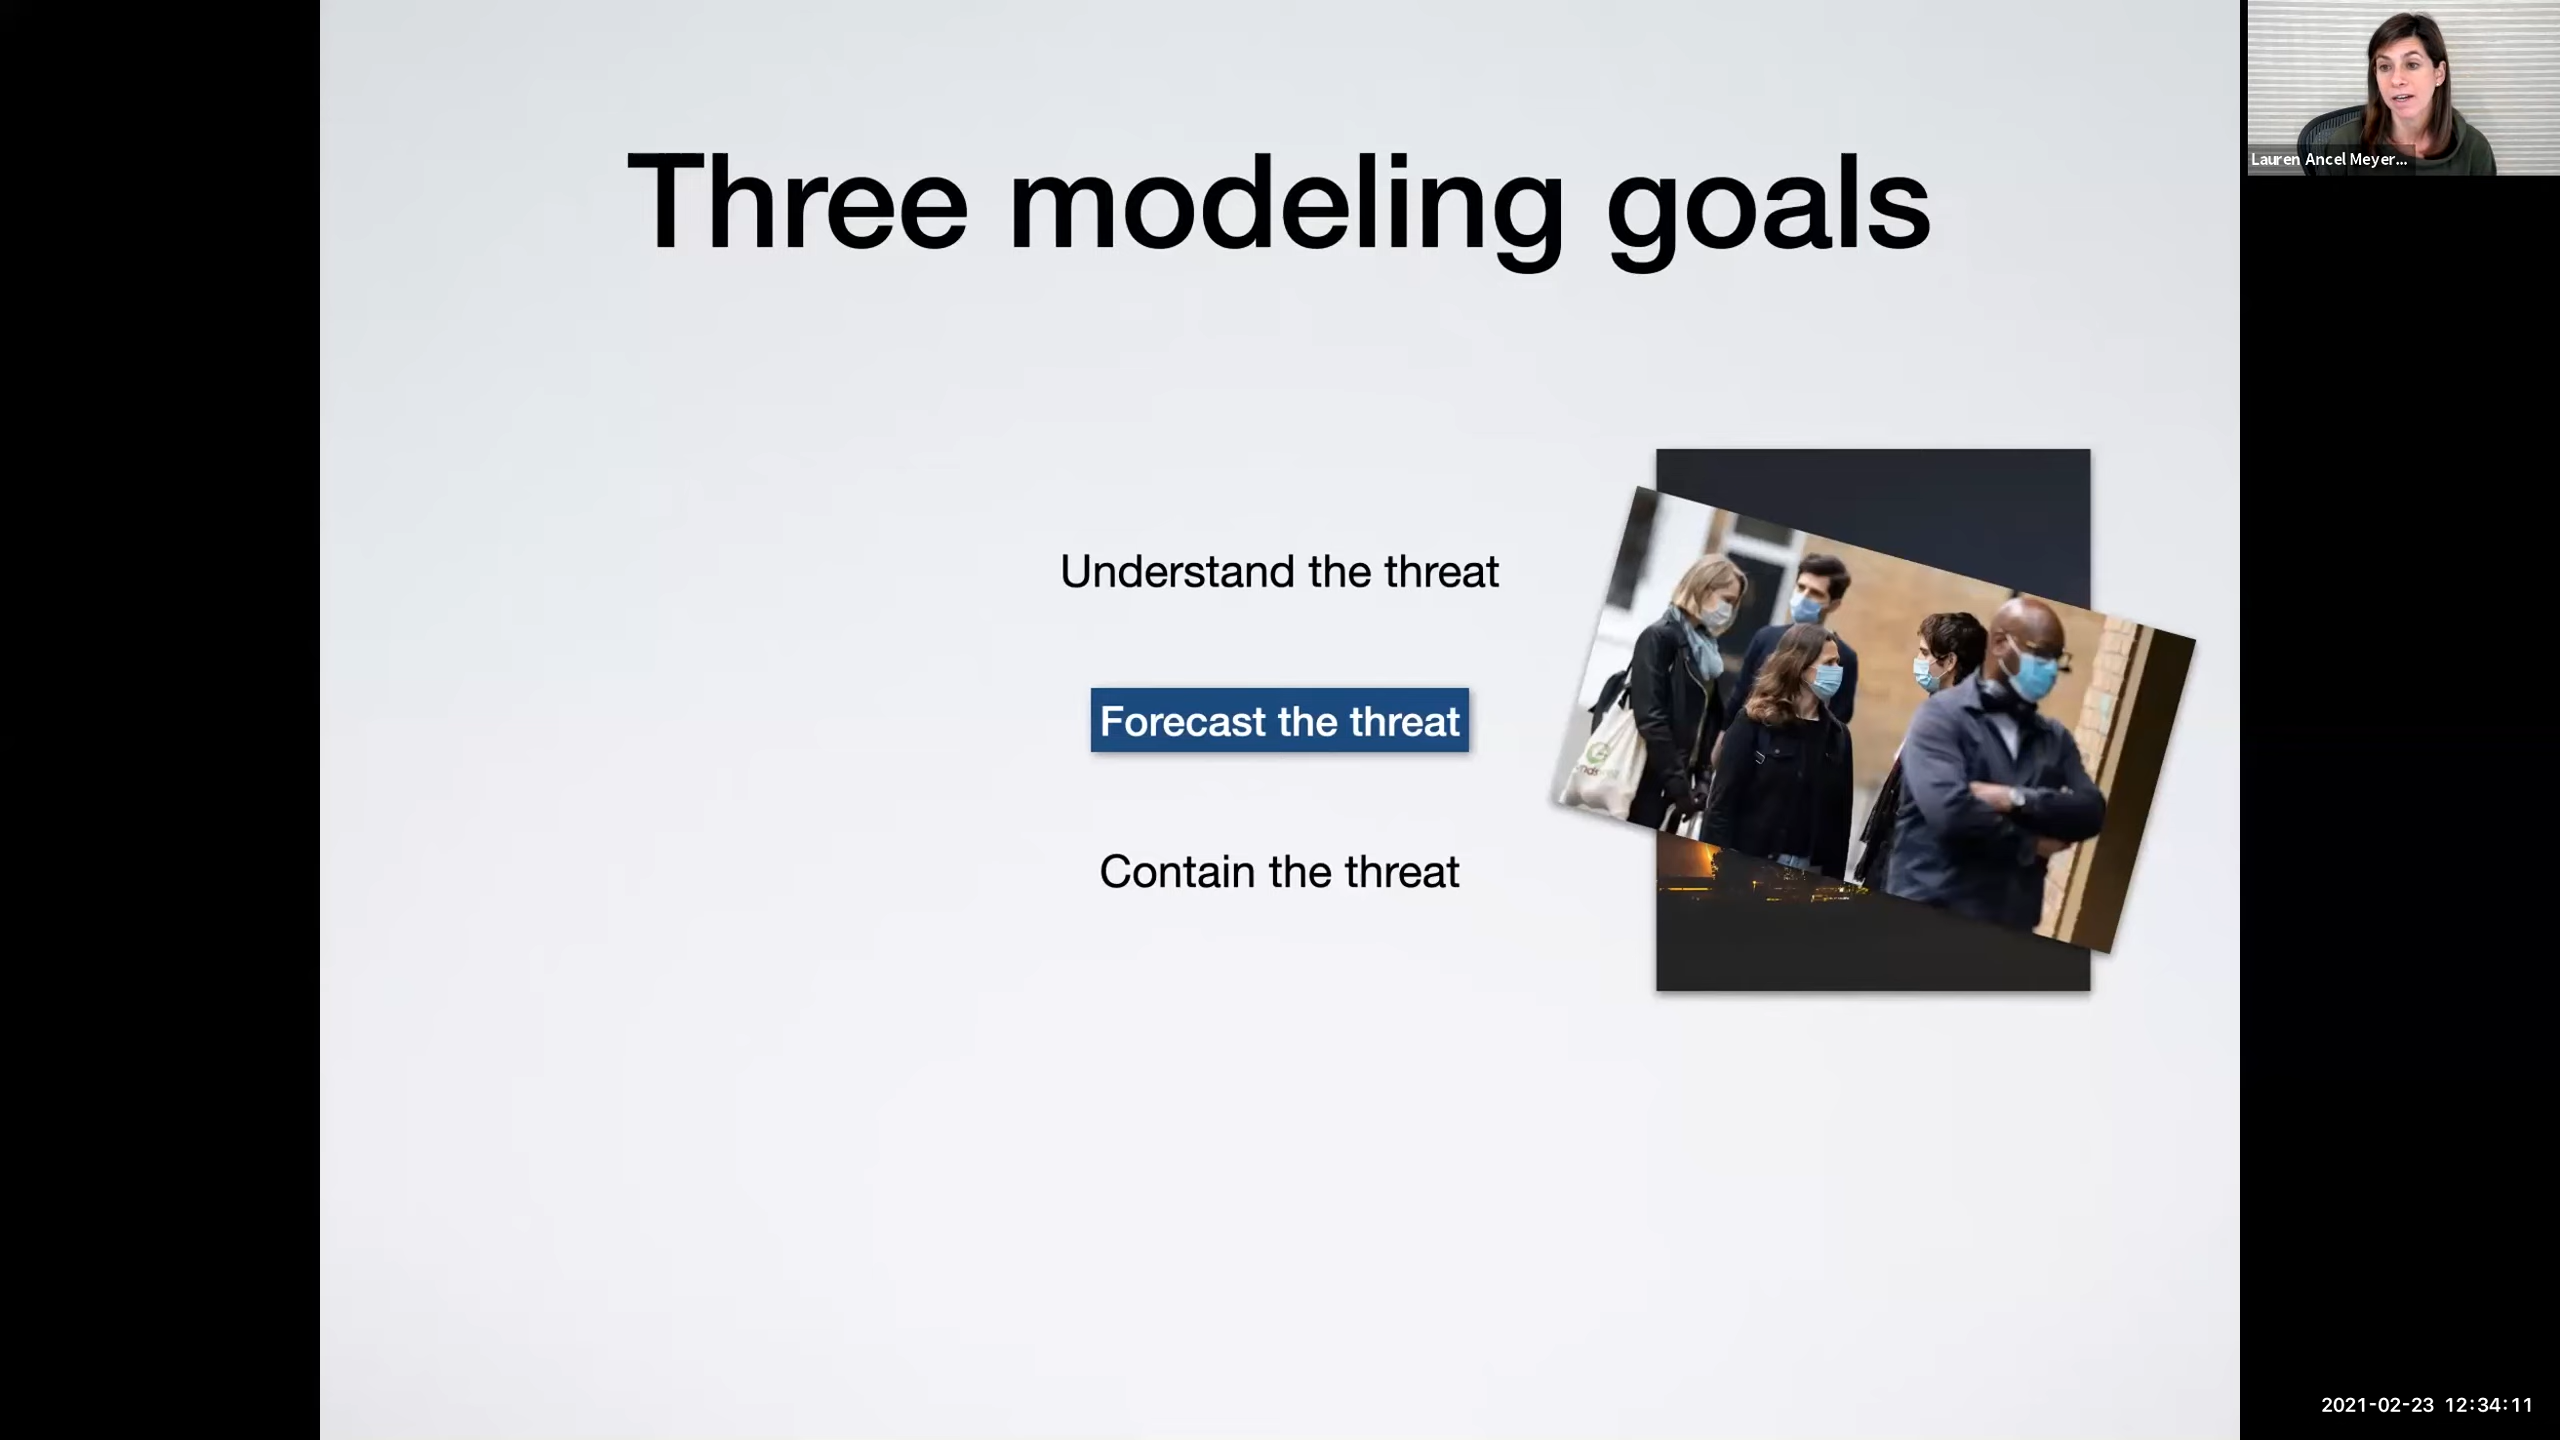 Three modeling goals
Understand the threat
Forecast the threat
Contain the threat
Lauren Ancel Meyer...
2021-02-23 12:34:11